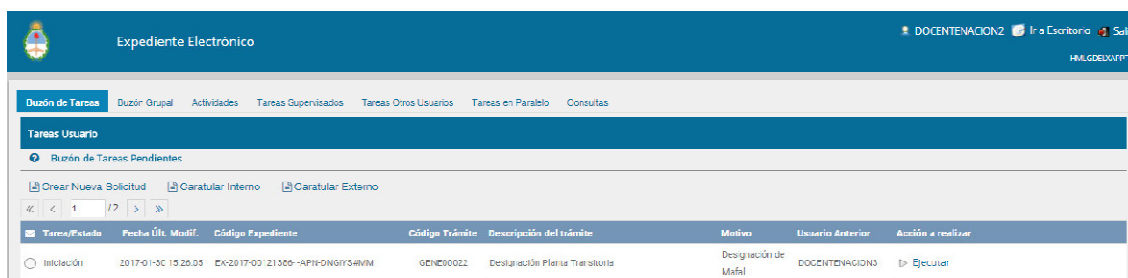 Expediente Electrónico
DOCENTENACION2 Ir a Escritorio Sali
Buzón de Tareas Buzón Grupal Actividades Tareas Supervisados Tareas Otros Usuarios Tareas en Paralelo Consultas
Tareas Usuario
Buzón de Tareas Pendientes
Crear Nueva Solicitud Caratular Interno Caratular Externo
1 /2
Tarea/Estado Fecha Últ. Modif. Código Expediente Código Trámite Descripción del trámite Motivo Usuario Anterior Acción a realizar
Iniciación GENE00022 Designación Planta Transitoria Designación de DOCENTENACION3 Ejecutar
Mafal